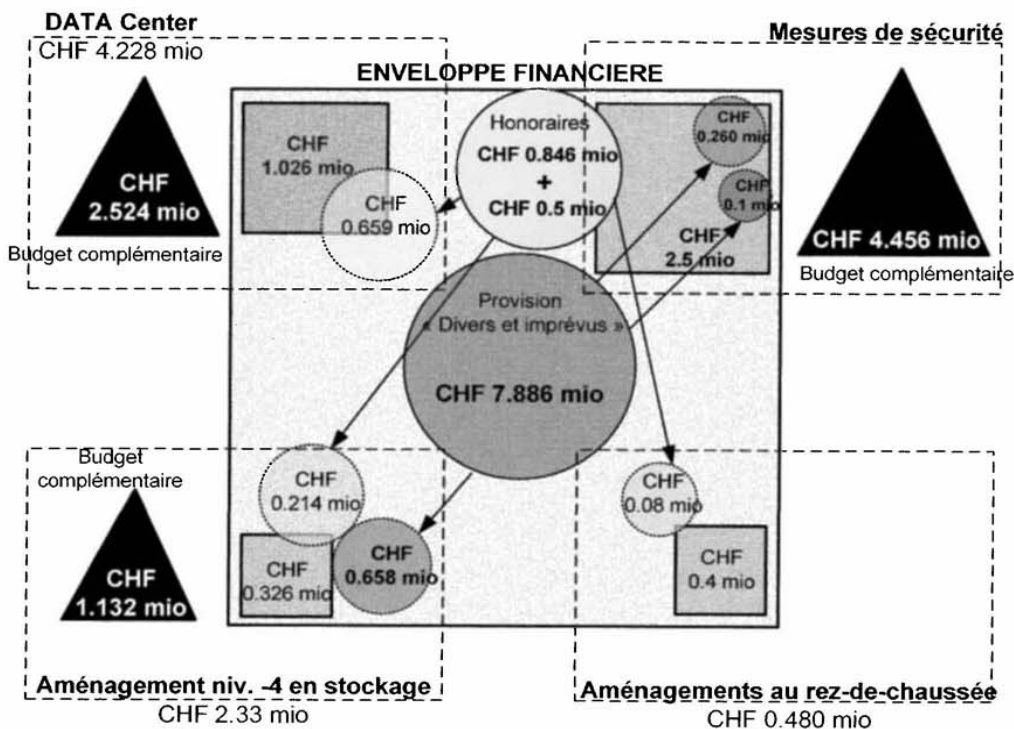 DATA Center
CHF 4.228 mio
Mesures de sécurité
ENVELOPPE FINANCIERE
CHF
2.524 mio
Budget complémentaire
CHF
1.026 mio
CHF
0.659 mio
Honoraires
CHF 0.846 mio
+
CHF 0.5 mio
CHF
0.260 mio
CHF
0.1 mio
CHF
2.5 mio
CHF 4.456 mio
Budget complémentaire
Provision
« Divers et imprévus »
CHF 7.886 mio
Budget
complémentaire
CHF
1.132 mio
CHF
0.214 mio
CHF
0.326 mio
CHF
0.658 mio
CHF
0.08 mio
CHF
0.4 mio
Aménagement niv. -4 en stockage
CHF 2.33 mio
Aménagements au rez-de-chaussée
CHF 0.480 mio